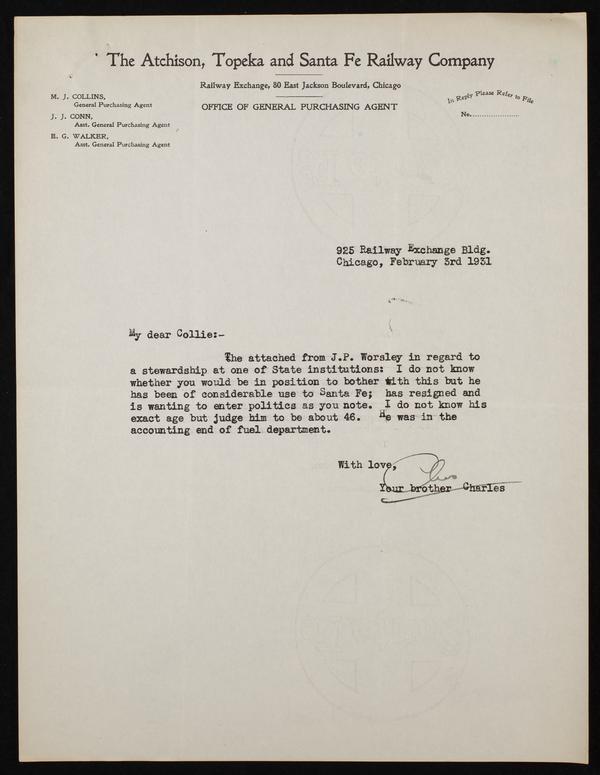 The Atchison, Topeka and Santa Fe Railway Company
Railway Exchange, 80 East Jackson Boulevard, Chicago
OFFICE OF GENERAL PURCHASING AGENT
M. J. COLLINS,
General Purchasing Agent
J. J. CONN,
Asst. General Purchasing Agent
E. G. WALKER,
Asst. General Purchasing Agent
In Reply Please Refer to File
No.....................
925 Railway Exchange Bldg.
Chicago, February 3rd 1931
My dear Collie:-
The attached from J.P. Worsley in regard to
a stewardship at one of State institutions: I do not know
whether you would be in position to bother with this but he
has been of considerable use to Santa Fe; has resigned and
is wanting to enter politics as you note. I do not know his
exact age but judge him to be about 46. He was in the
accounting end of fuel department.
With love,
Chas
Your brother Charles